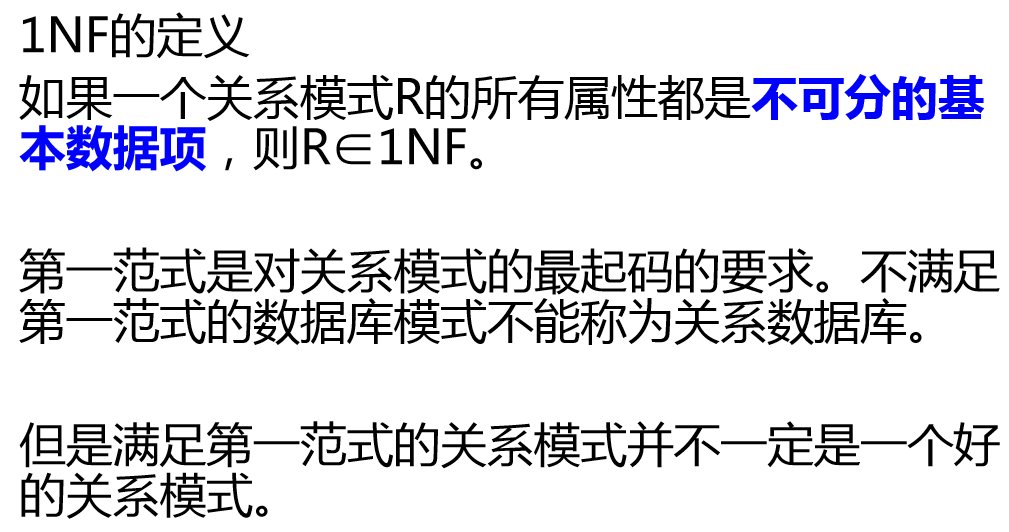 1NF的定义
如果一个关系模式R的所有属性都是不可分的基
本数据项，则R∈1NF。
第一范式是对关系模式的最起码的要求。不满足
第一范式的数据库模式不能称为关系数据库。
但是满足第一范式的关系模式并不一定是一个好
的关系模式。